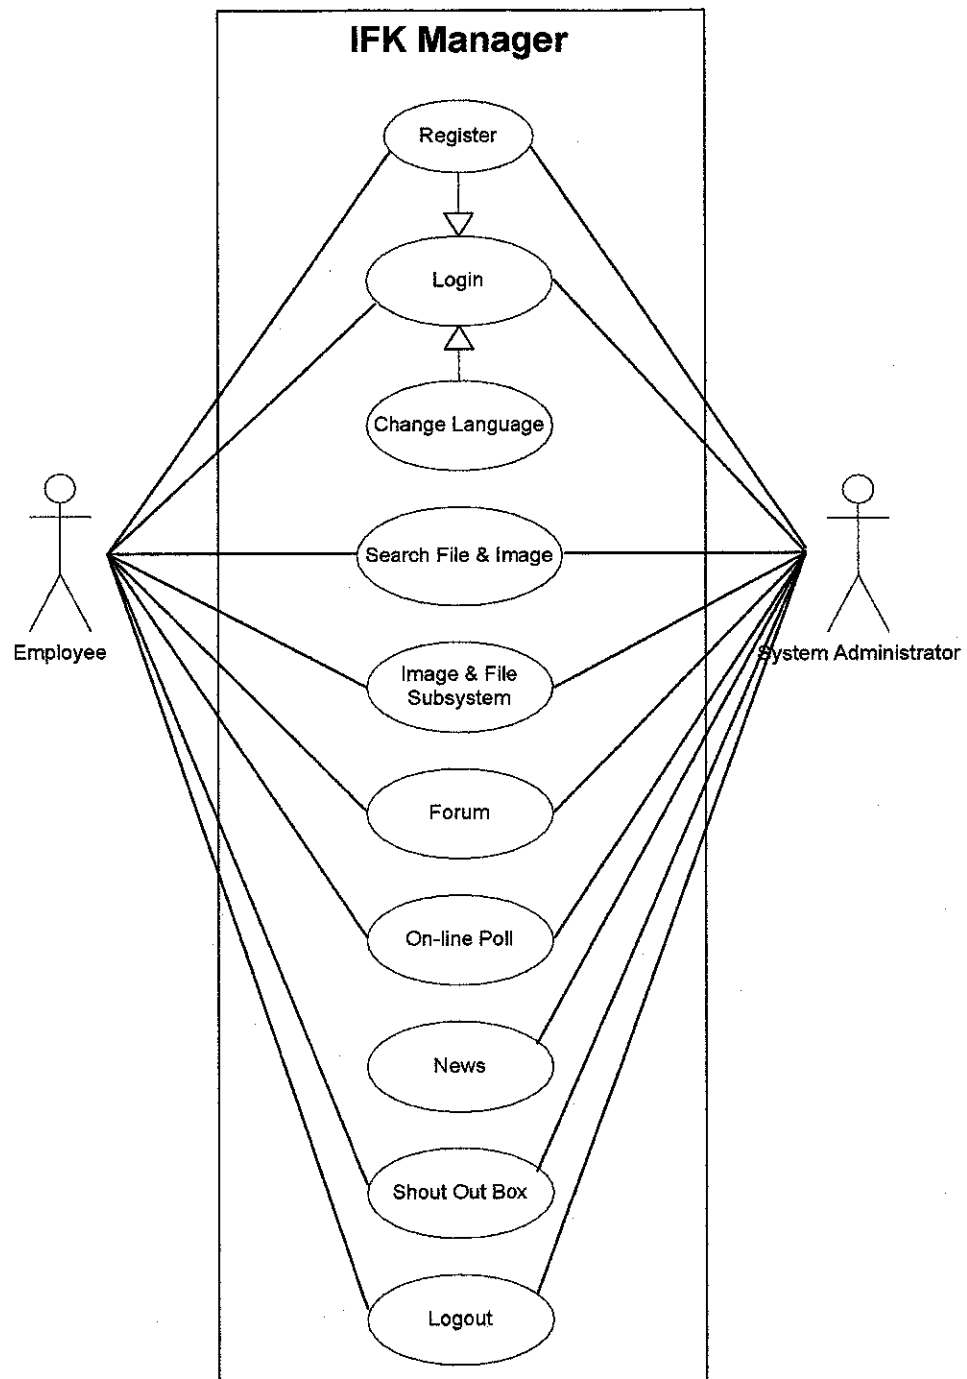 IFK Manager
Register
Login
Change Language
Search File & Image
Employee
System Administrator
Image & File
Subsystem
Forum
On-line Poll
News
Shout Out Box
Logout